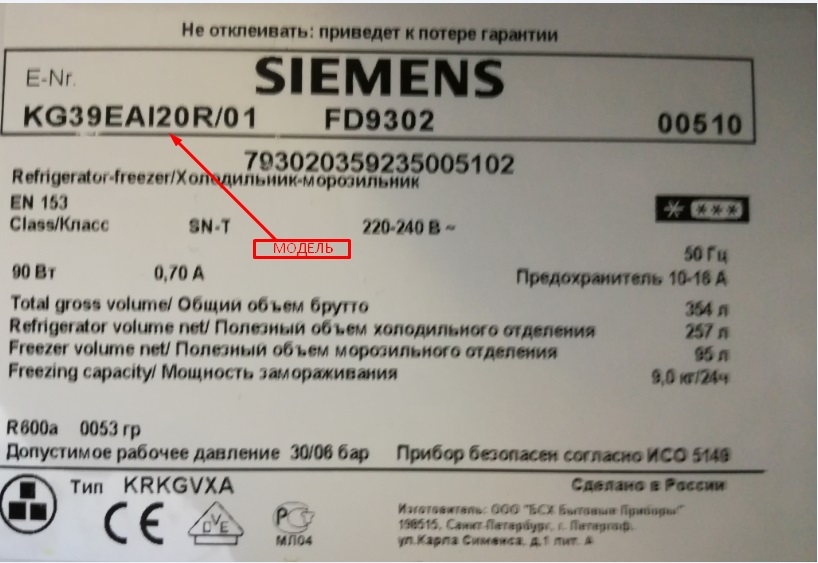 Не отклеивать: приведет к потере гарантии
E-Nr. SIEMENS
KG39EAI20R/01 FD9302 00510
793020359235005102
Refrigerator-freezer/Холодильник-морозильник
EN 153
Class/Класс SN-T 220-240 В ~
МОДЕЛЬ
50 Гц
90 Вт 0,70 А Предохранитель 10-16 А
Total gross volume/ Общий объем брутто 354 л
Refrigerator volume net/ Полезный объем холодильного отделения 257 л
Freezer volume net/ Полезный объем морозильного отделения 95 л
Freezing capacity/ Мощность замораживания 9,0 кг/24ч
R600a 0053 гр
Допустимое рабочее давление 30/06 бар Прибор безопасен согласно ИСО 5149
Тип KRKGVXA Сделано в России
CE DVE РС
МЛ04
Изготовитель: ООО "БСХ Бытовые Приборы"
198515, Санкт-Петербург, г. Петергоф,
ул.Карла Сименса, д.1 лит. А